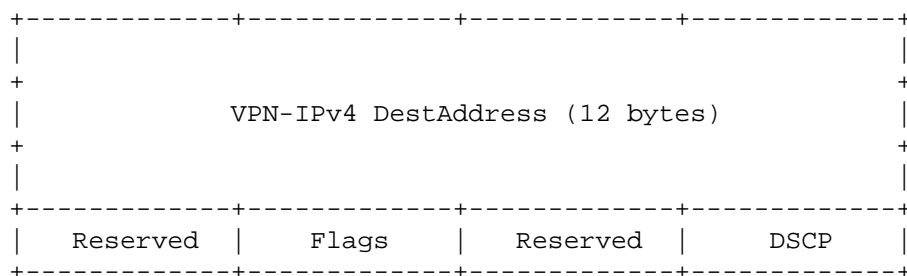 VPN-IPv4 DestAddress (12 bytes)
Reserved | Flags | Reserved | DSCP